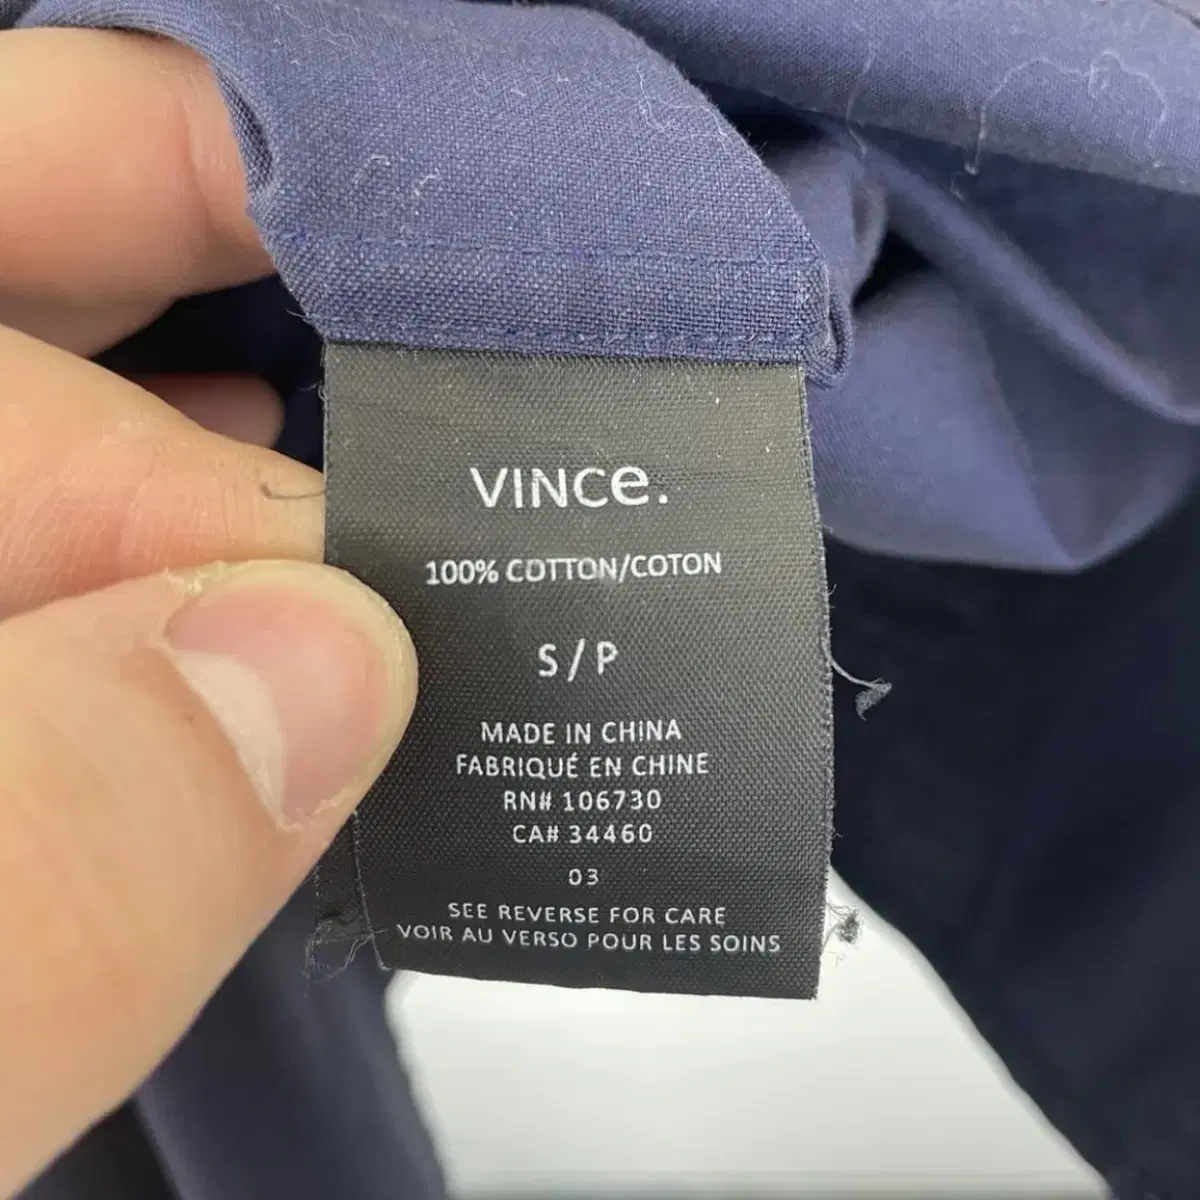 VINCe.
100% COTTON/COTON
S/P
MADE IN CHINA
FABRIQUÉ EN CHINE
RN# 106730
CA# 34460
03
SEE REVERSE FOR CARE
VOIR AU VERSO POUR LES SOINS